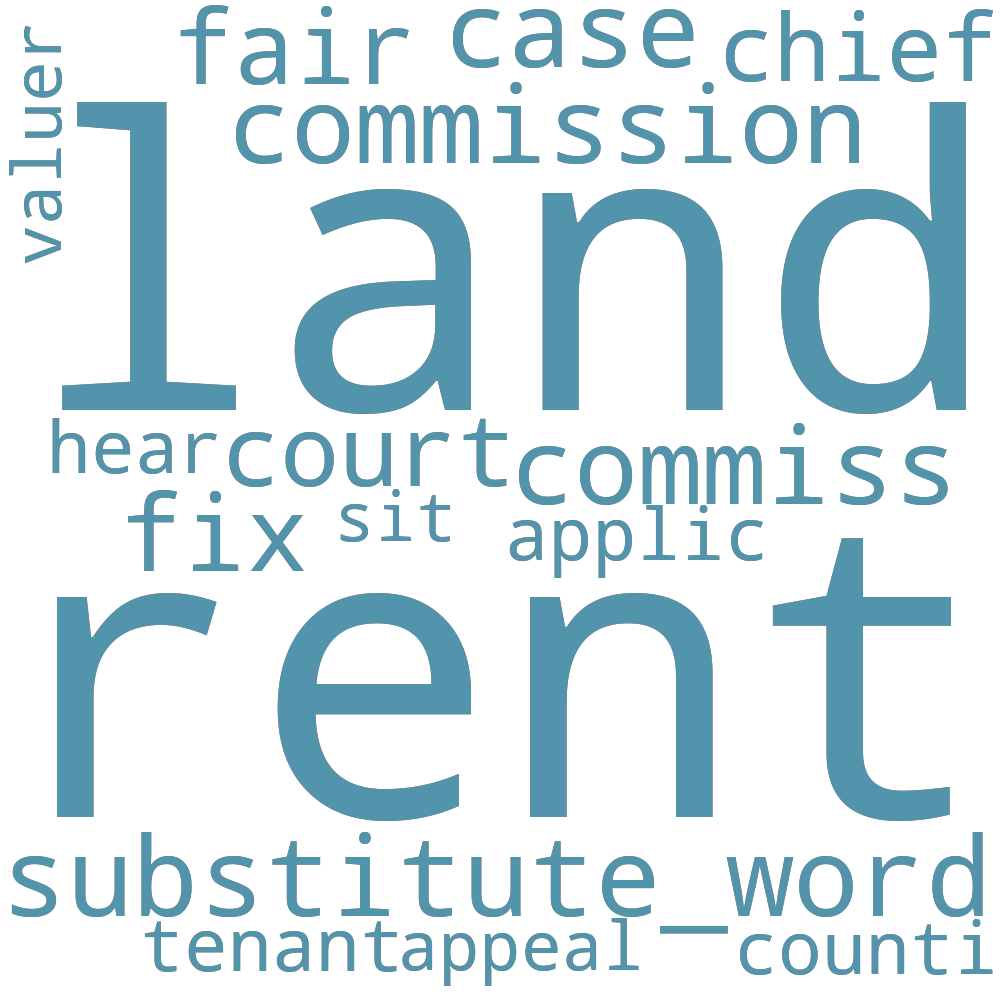 fair case chief
valuer
commission
land
hear court commiss
fix sit applic
rent
substitute_word
tenant appeal counti